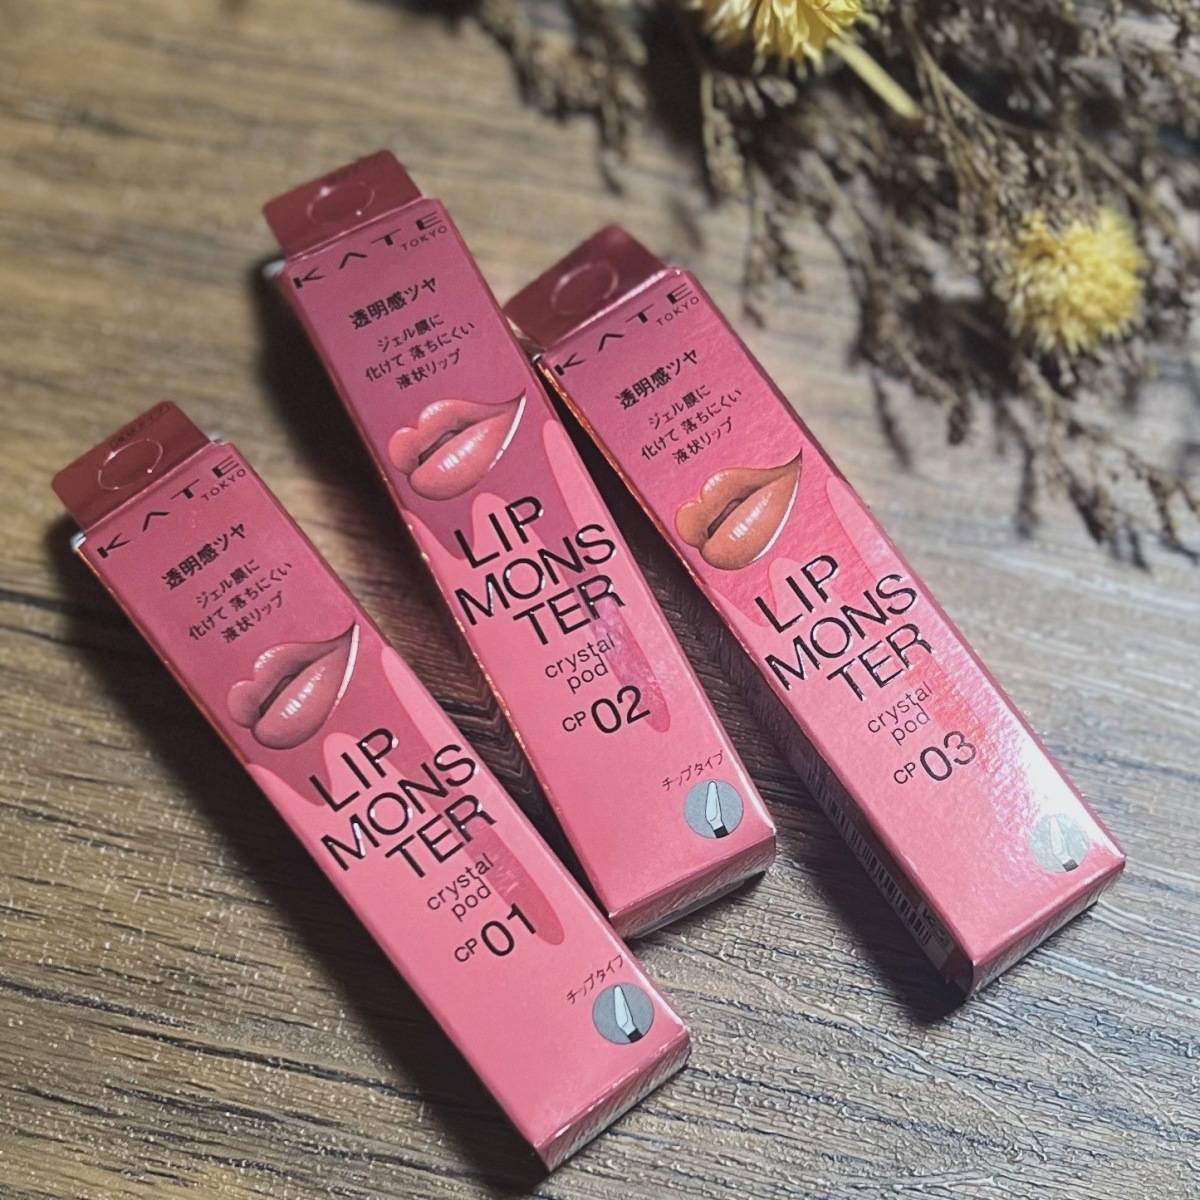 KATE
TOKYO
透明感ツヤ
ジェル膜に
化けて 落ちにくい
液状リップ
LIP
MONS
TER
crystal
pod
CP 01
チップタイプ
KATE
TOKYO
透明感ツヤ
ジェル膜に
化けて 落ちにくい
液状リップ
LIP
MONS
TER
crystal
pod
CP 02
チップタイプ
KATE
TOKYO
透明感ツヤ
ジェル膜に
化けて 落ちにくい
液状リップ
LIP
MONS
TER
crystal
pod
CP 03